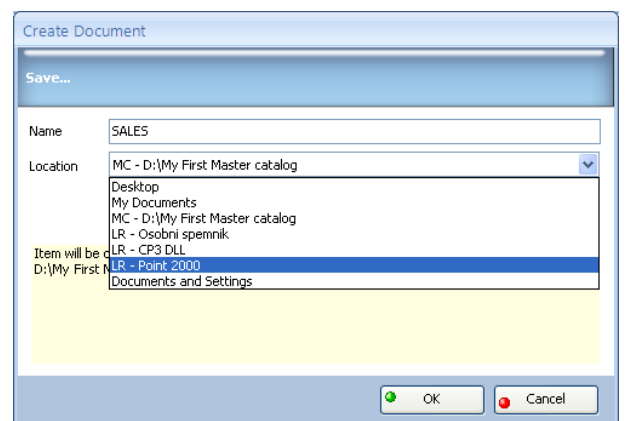 Create Document
Save...
Name SALES
Location MC - D:\My First Master catalog
Desktop
My Documents
MC - D:\My First Master catalog
LR - Osobni spemnik
LR - CP3 DLL
Item will be
LR - Point 2000
D:\My First
Documents and Settings
OK Cancel